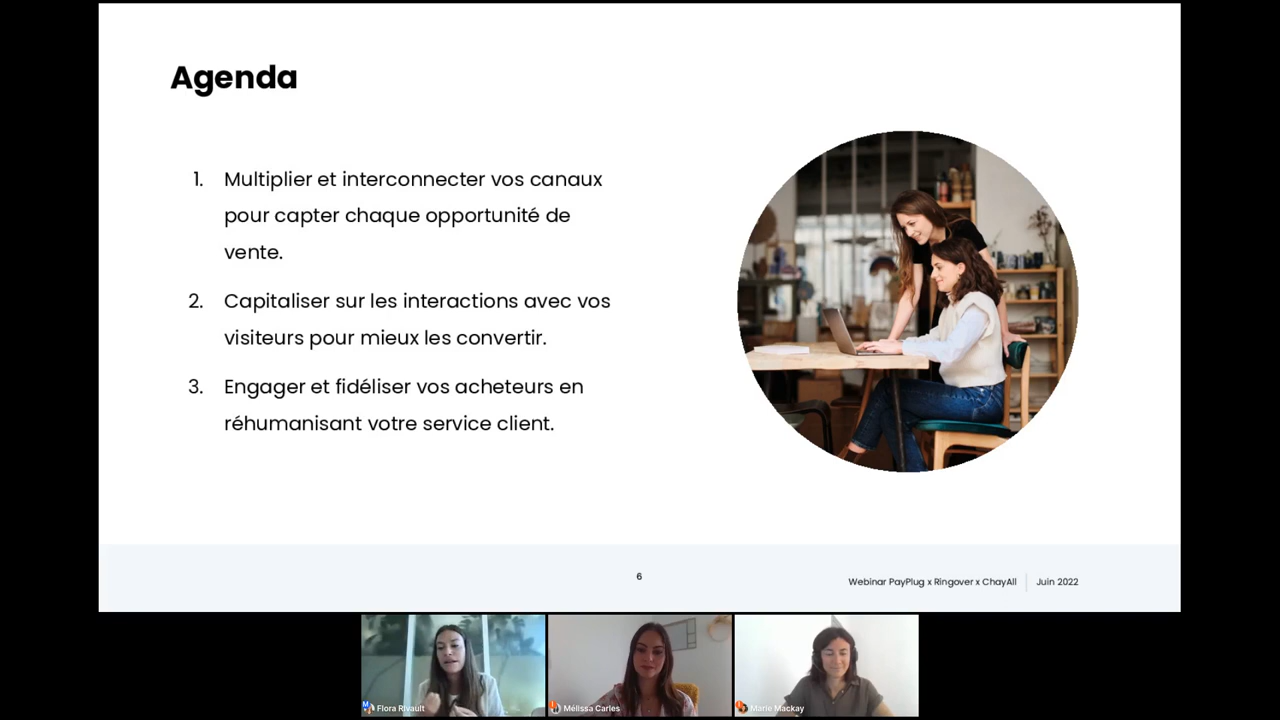 Agenda
1. Multiplier et interconnecter vos canaux
pour capter chaque opportunité de
vente.
2. Capitaliser sur les interactions avec vos
visiteurs pour mieux les convertir.
3. Engager et fidéliser vos acheteurs en
réhumanisant votre service client.
6
Webinar PayPlug x Ringover x ChayAll | Juin 2022
Flora Rivault
Mélissa Carles
Marie Mackay